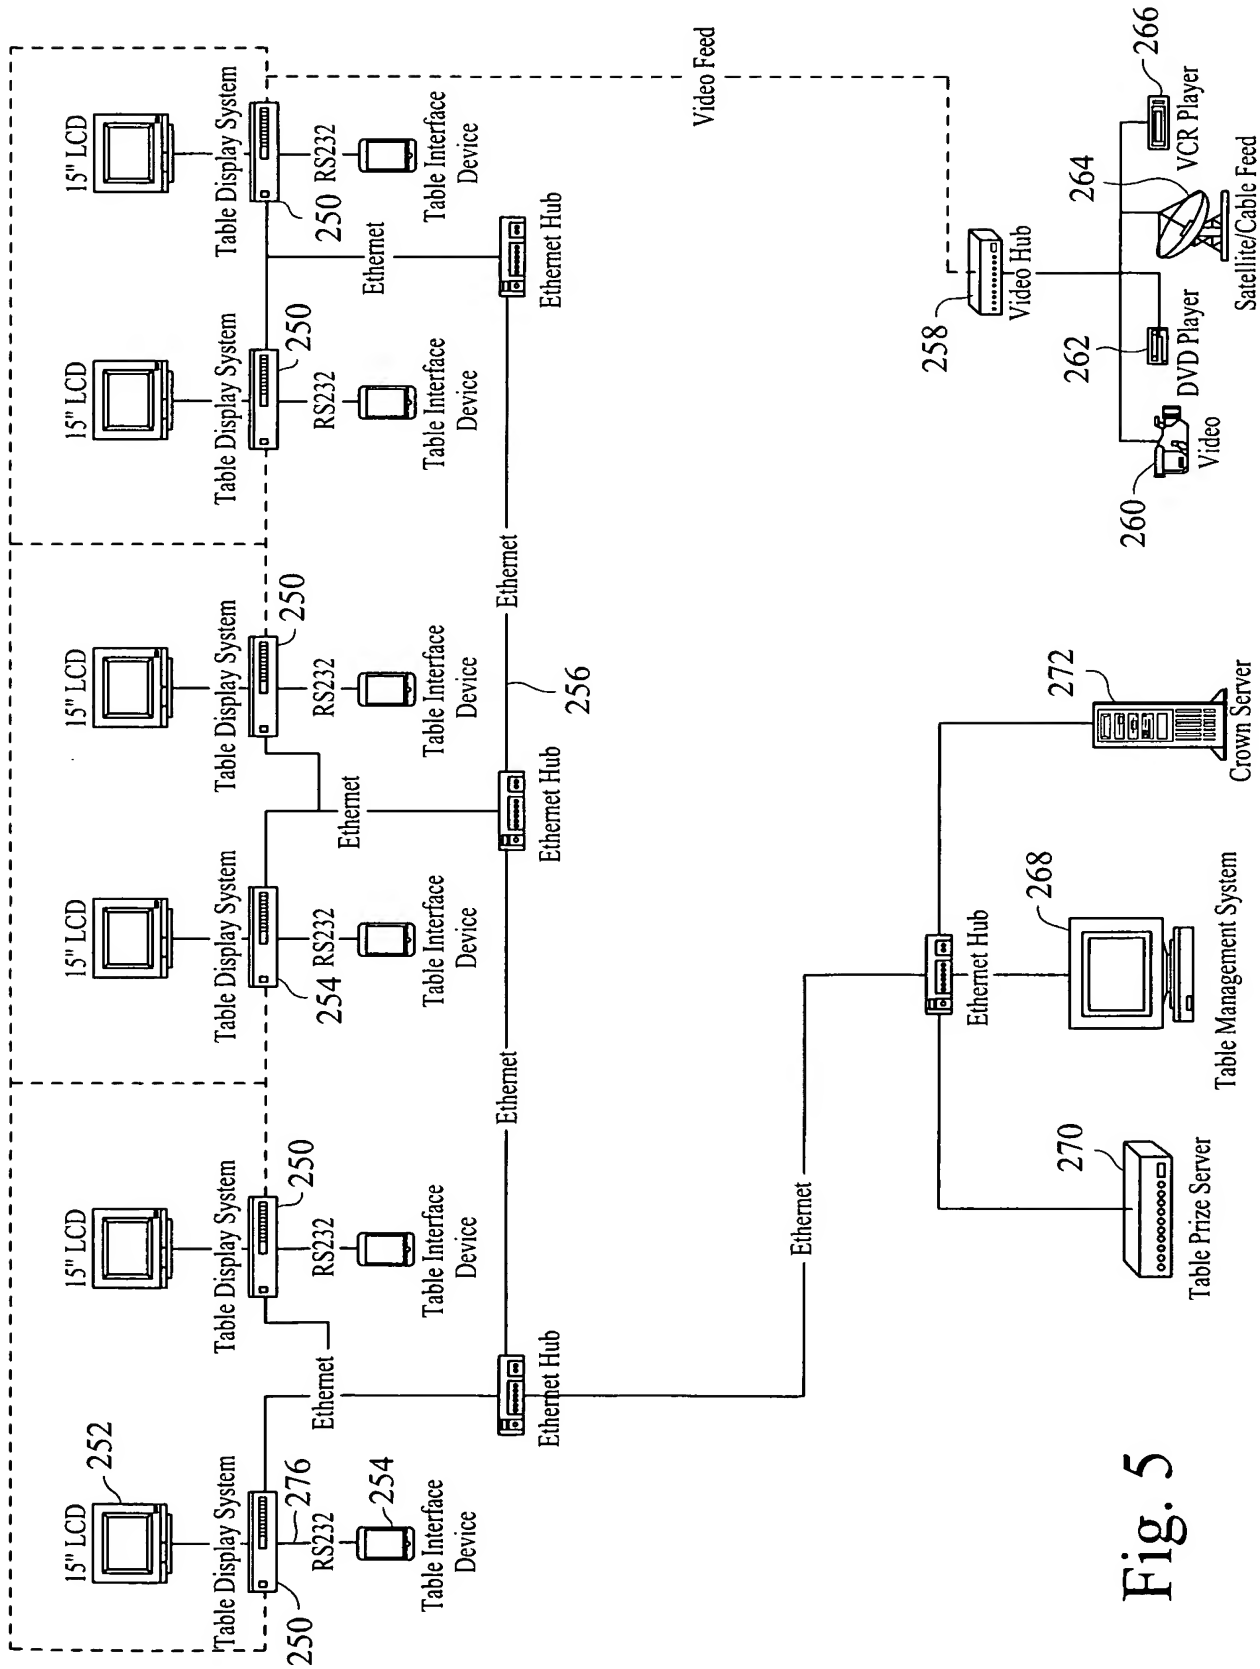 15" LCD
252
Table Display System
250
276
RS232
254
Table Interface
Device
15" LCD
Table Display System
250
RS232
Table Interface
Device
Ethernet
Ethernet Hub
15" LCD
Table Display System
254
RS232
Table Interface
Device
15" LCD
Table Display System
250
RS232
Table Interface
Device
Ethernet
Ethernet Hub
15" LCD
Table Display System
250
RS232
Table Interface
Device
15" LCD
Table Display System
250
RS232
Table Interface
Device
Ethernet
Ethernet Hub
Ethernet
Ethernet
256
Video Feed
Ethernet
Ethernet Hub
270
Table Prize Server
268
Table Management System
272
Crown Server
258
Video Hub
260
Video
262
DVD Player
264
Satellite/Cable Feed
266
VCR Player
Fig. 5